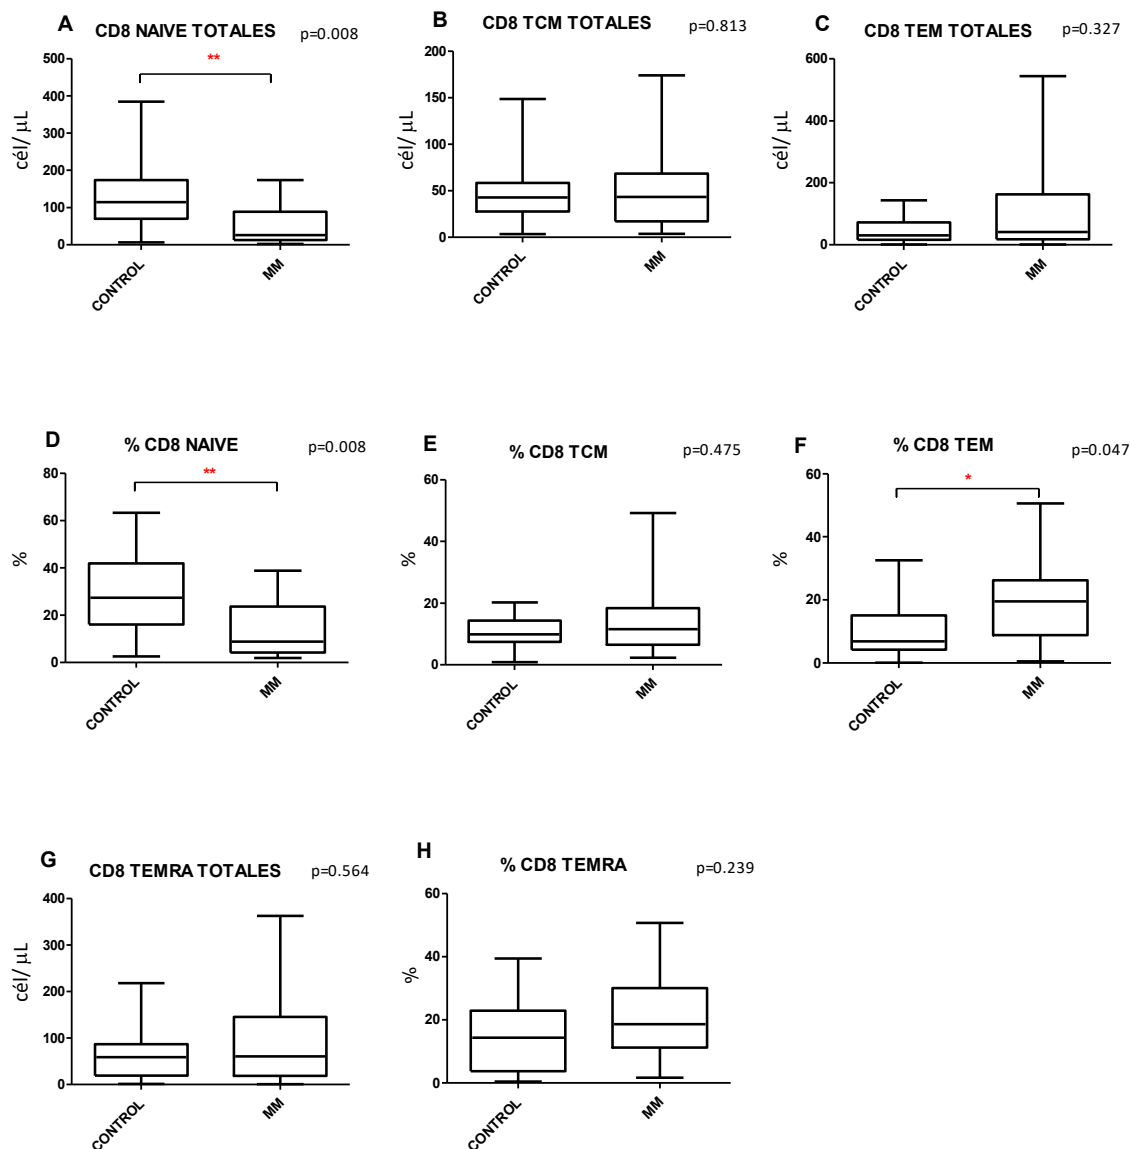 A
CD8 NAIVE TOTALES
p=0.008
**
cél/ μL
500
400
300
200
100
0
CONTROL
MM
B
CD8 TCM TOTALES
p=0.813
cél/ μL
200
150
100
50
0
CONTROL
MM
C
CD8 TEM TOTALES
p=0.327
cél/ μL
600
400
200
0
CONTROL
MM
D
% CD8 NAIVE
p=0.008
**
%
80
60
40
20
0
CONTROL
MM
E
% CD8 TCM
p=0.475
%
60
40
20
0
CONTROL
MM
F
% CD8 TEM
p=0.047
*
%
60
40
20
0
CONTROL
MM
G
CD8 TEMRA TOTALES
p=0.564
cél/ μL
400
300
200
100
0
CONTROL
MM
H
% CD8 TEMRA
p=0.239
%
60
40
20
0
CONTROL
MM